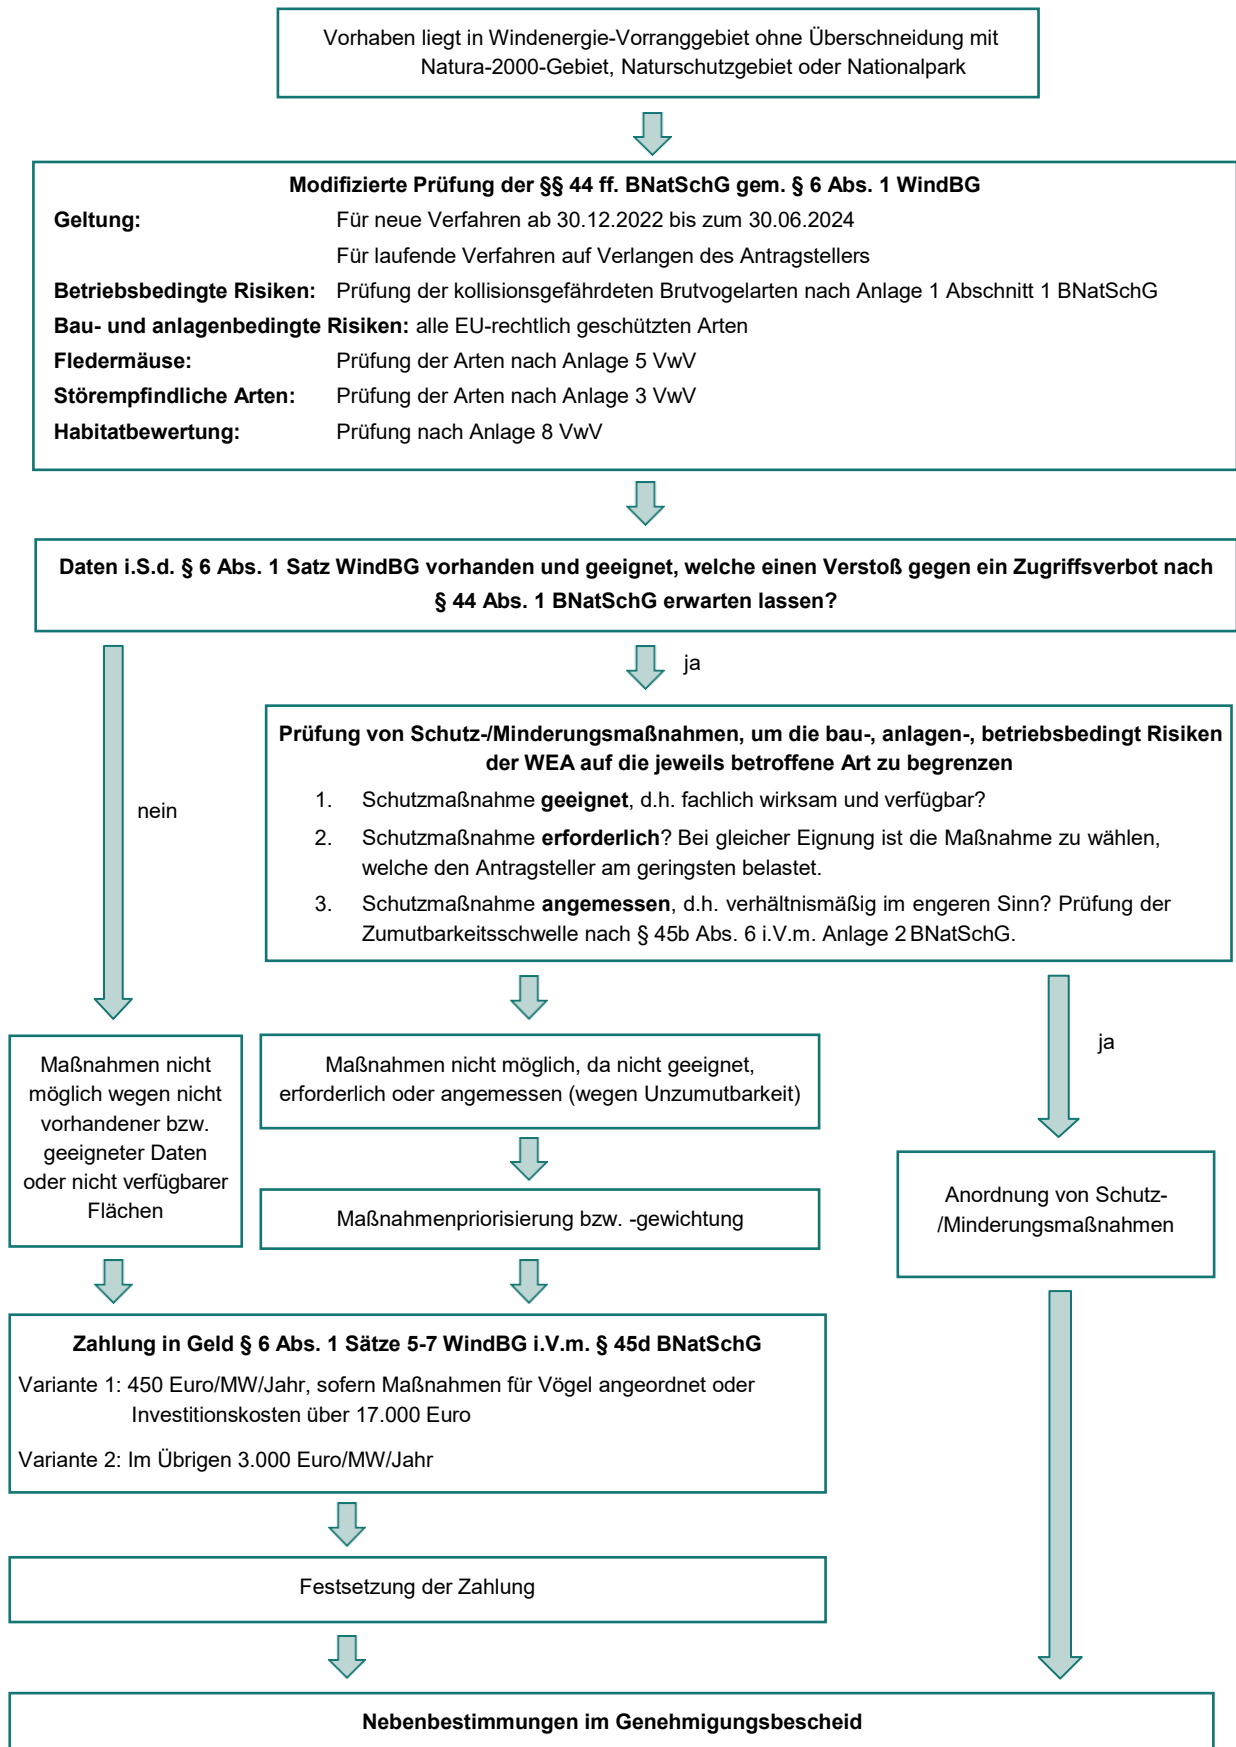 Vorhaben liegt in Windenergie-Vorranggebiet ohne Überschneidung mit
Natura-2000-Gebiet, Naturschutzgebiet oder Nationalpark
Modifizierte Prüfung der §§ 44 ff. BNatSchG gem. § 6 Abs. 1 WindBG
Geltung: Für neue Verfahren ab 30.12.2022 bis zum 30.06.2024
Für laufende Verfahren auf Verlangen des Antragstellers
Betriebsbedingte Risiken: Prüfung der kollisionsgefährdeten Brutvogelarten nach Anlage 1 Abschnitt 1 BNatSchG
Bau- und anlagenbedingte Risiken: alle EU-rechtlich geschützten Arten
Fledermäuse: Prüfung der Arten nach Anlage 5 VwV
Störempfindliche Arten: Prüfung der Arten nach Anlage 3 VwV
Habitatbewertung: Prüfung nach Anlage 8 VwV
Daten i.S.d. § 6 Abs. 1 Satz WindBG vorhanden und geeignet, welche einen Verstoß gegen ein Zugriffsverbot nach
§ 44 Abs. 1 BNatSchG erwarten lassen?
ja
nein
Prüfung von Schutz-/Minderungsmaßnahmen, um die bau-, anlagen-, betriebsbedingt Risiken
der WEA auf die jeweils betroffene Art zu begrenzen
1. Schutzmaßnahme geeignet, d.h. fachlich wirksam und verfügbar?
2. Schutzmaßnahme erforderlich? Bei gleicher Eignung ist die Maßnahme zu wählen,
welche den Antragsteller am geringsten belastet.
3. Schutzmaßnahme angemessen, d.h. verhältnismäßig im engeren Sinn? Prüfung der
Zumutbarkeitsschwelle nach § 45b Abs. 6 i.V.m. Anlage 2 BNatSchG.
Maßnahmen nicht
möglich wegen nicht
vorhandener bzw.
geeigneter Daten
oder nicht verfügbarer
Flächen
Maßnahmen nicht möglich, da nicht geeignet,
erforderlich oder angemessen (wegen Unzumutbarkeit)
ja
Maßnahmenpriorisierung bzw. -gewichtung
Anordnung von Schutz-
/Minderungsmaßnahmen
Zahlung in Geld § 6 Abs. 1 Sätze 5-7 WindBG i.V.m. § 45d BNatSchG
Variante 1: 450 Euro/MW/Jahr, sofern Maßnahmen für Vögel angeordnet oder
Investitionskosten über 17.000 Euro
Variante 2: Im Übrigen 3.000 Euro/MW/Jahr
Festsetzung der Zahlung
Nebenbestimmungen im Genehmigungsbescheid